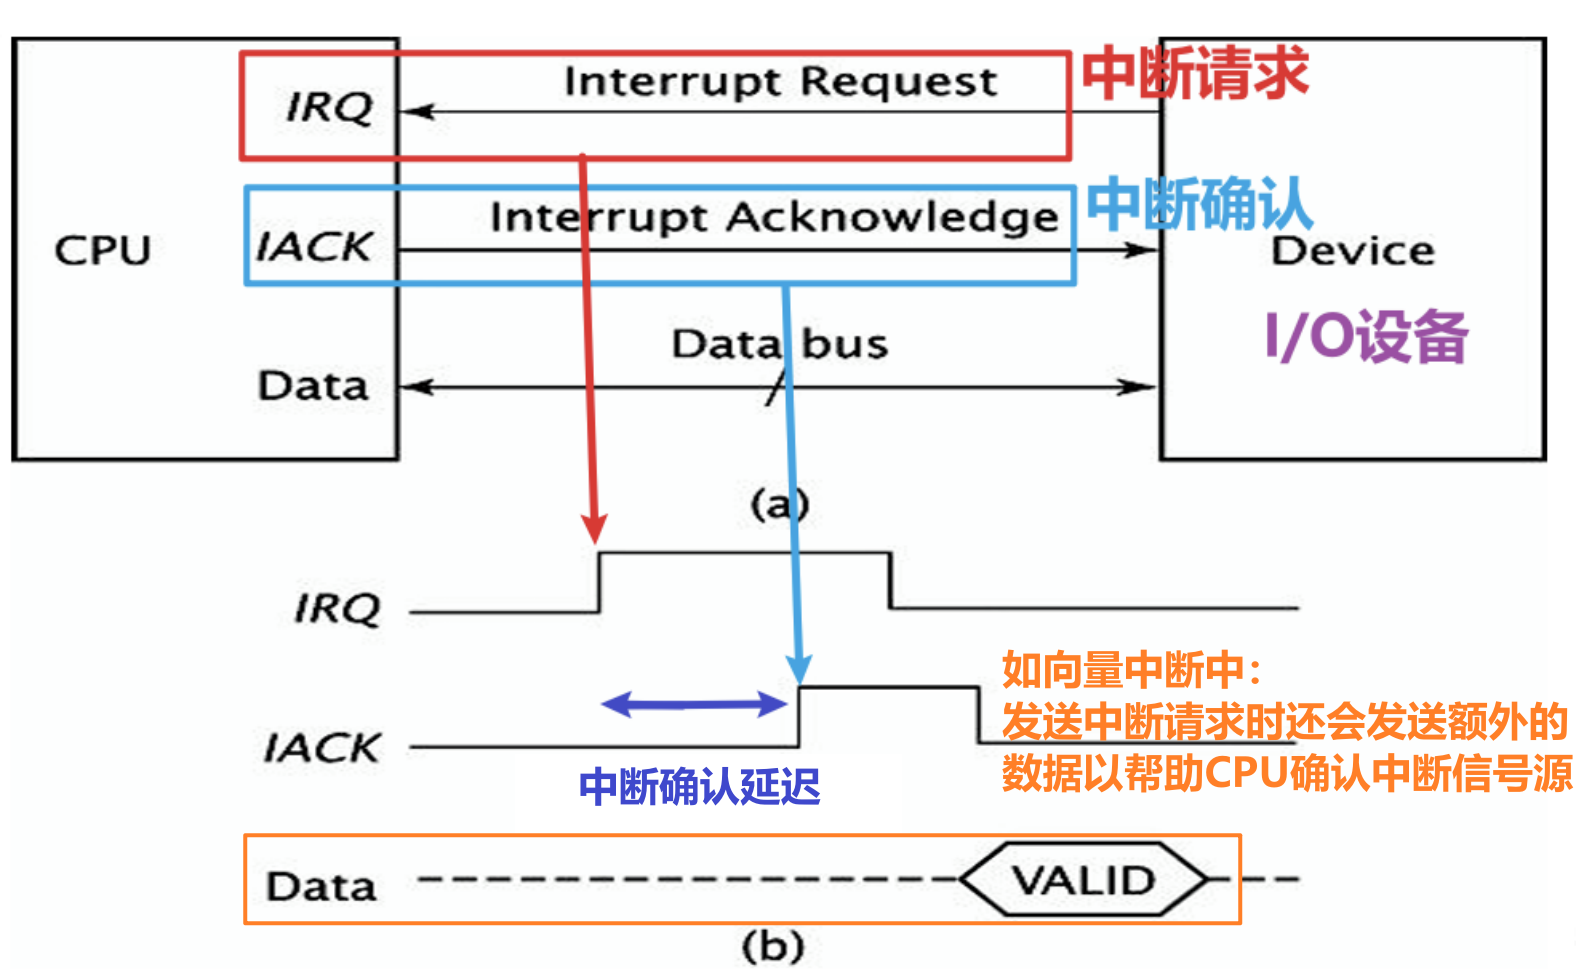 Interrupt Request
中断请求
IRQ
Interrupt Acknowledge
中断确认
CPU
IACK
Device
I/O设备
Data bus
Data
(a)
IRQ
如向量中断中：
发送中断请求时还会发送额外的
数据以帮助CPU确认中断信号源
IACK
中断确认延迟
Data
VALID
(b)